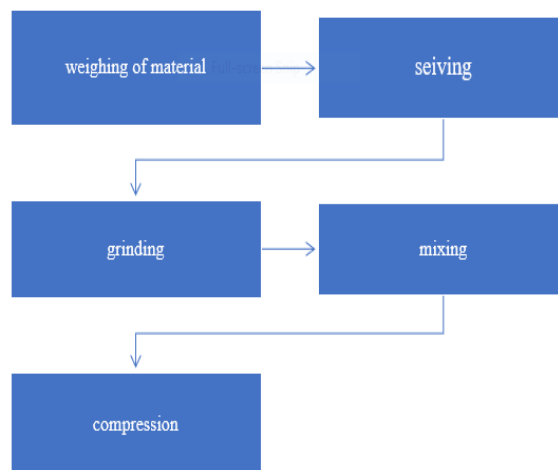 weighing of material
seiving
grinding
mixing
compression